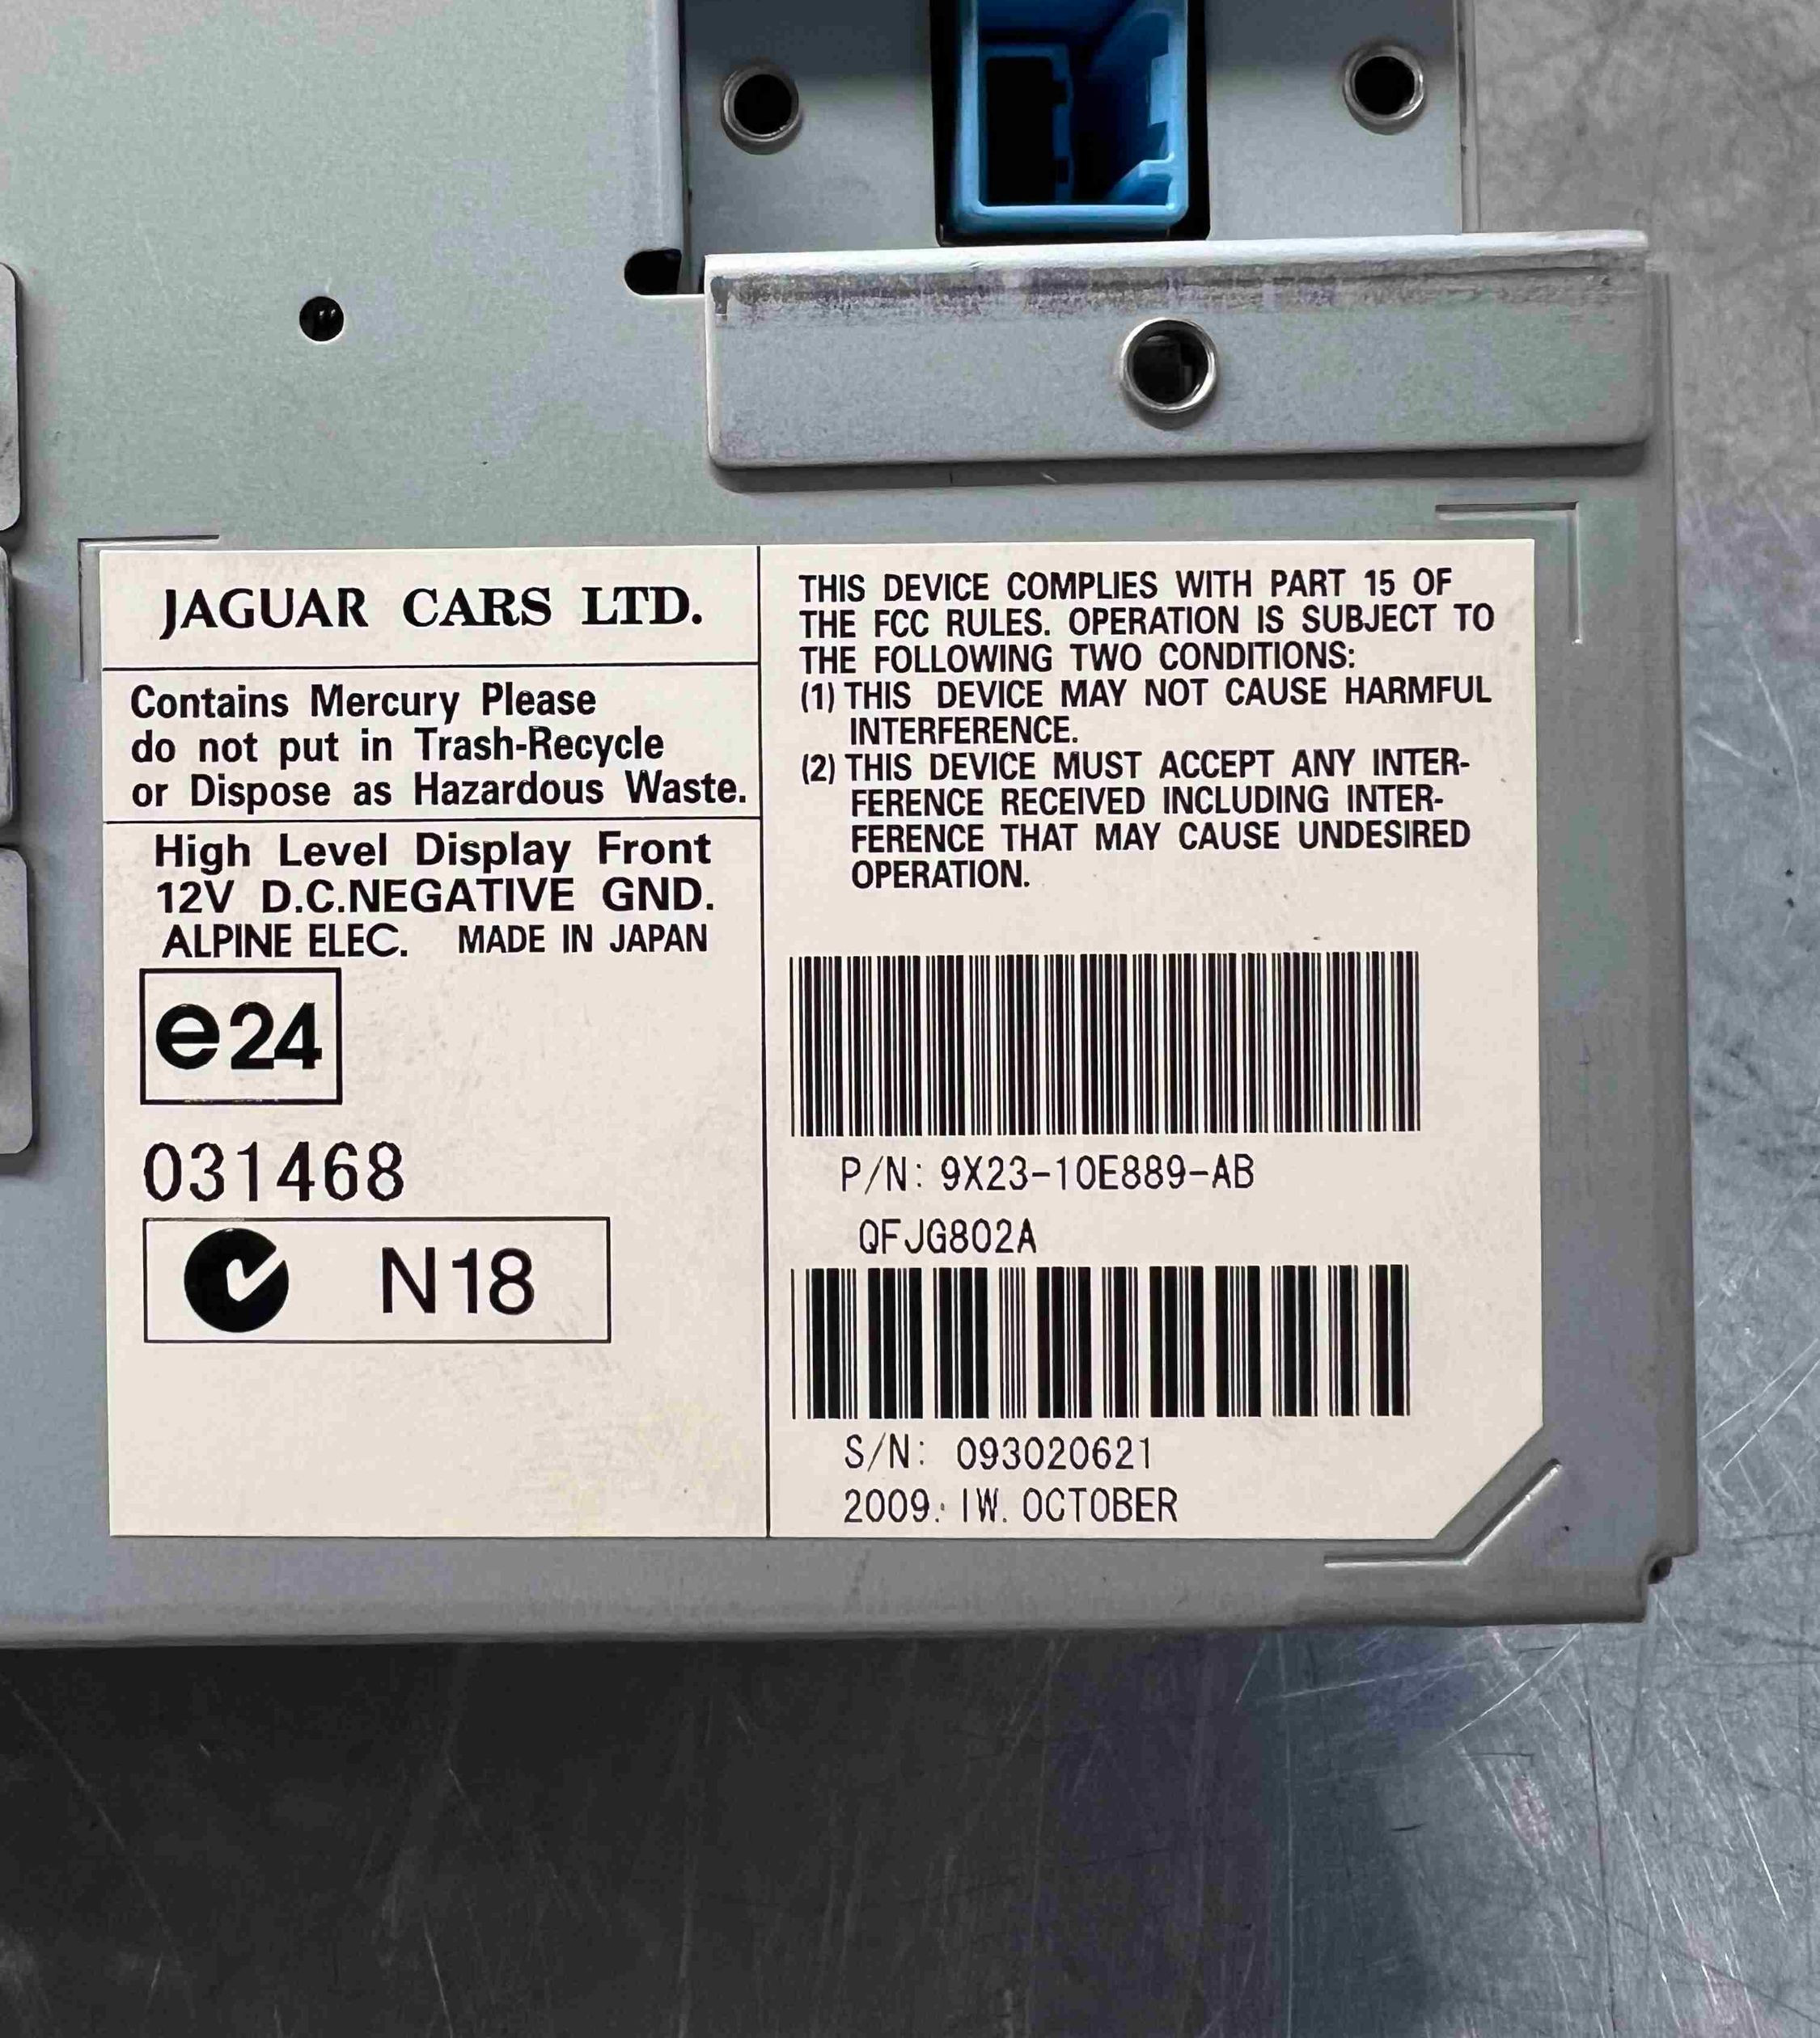 JAGUAR CARS LTD.
Contains Mercury Please
do not put in Trash-Recycle
or Dispose as Hazardous Waste.
High Level Display Front
12V D.C.NEGATIVE GND.
ALPINE ELEC. MADE IN JAPAN
e24
031468
N18
THIS DEVICE COMPLIES WITH PART 15 OF
THE FCC RULES. OPERATION IS SUBJECT TO
THE FOLLOWING TWO CONDITIONS:
(1) THIS DEVICE MAY NOT CAUSE HARMFUL
INTERFERENCE.
(2) THIS DEVICE MUST ACCEPT ANY INTER-
FERENCE RECEIVED INCLUDING INTER-
FERENCE THAT MAY CAUSE UNDESIRED
OPERATION.
P/N: 9X23-10E889-AB
QFJG802A
S/N: 093020621
2009. IW. OCTOBER